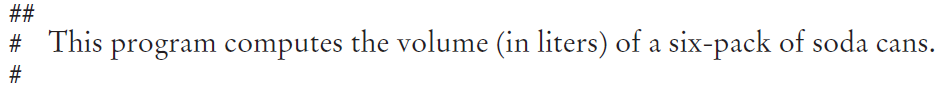 ##
# This program computes the volume (in liters) of a six-pack of soda cans.
#